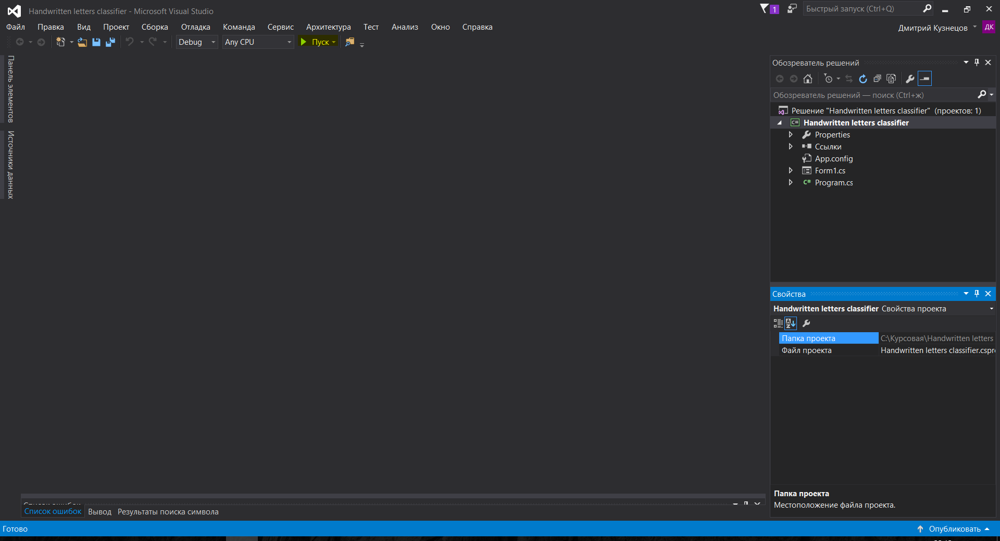 Handwritten letters classifier - Microsoft Visual Studio
1
Быстрый запуск (Ctrl+Q)
Файл Правка Вид Проект Сборка Отладка Команда Сервис Архитектура Тест Анализ Окно Справка
Дмитрий Кузнецов ДК
Debug Any CPU Пуск
Панель элементов
Источники данных
Обозреватель решений
Обозреватель решений — поиск (Ctrl+ж)
Решение "Handwritten letters classifier" (проектов: 1)
C# Handwritten letters classifier
Properties
Ссылки
App.config
Form1.cs
C# Program.cs
Свойства
Handwritten letters classifier Свойства проекта
Папка проекта C:\Курсовая\Handwritten letters
Файл проекта Handwritten letters classifier.cspr
Папка проекта
Местоположение файла проекта.
Список ошибок
Список ошибок Вывод Результаты поиска символа
Готово
Опубликовать